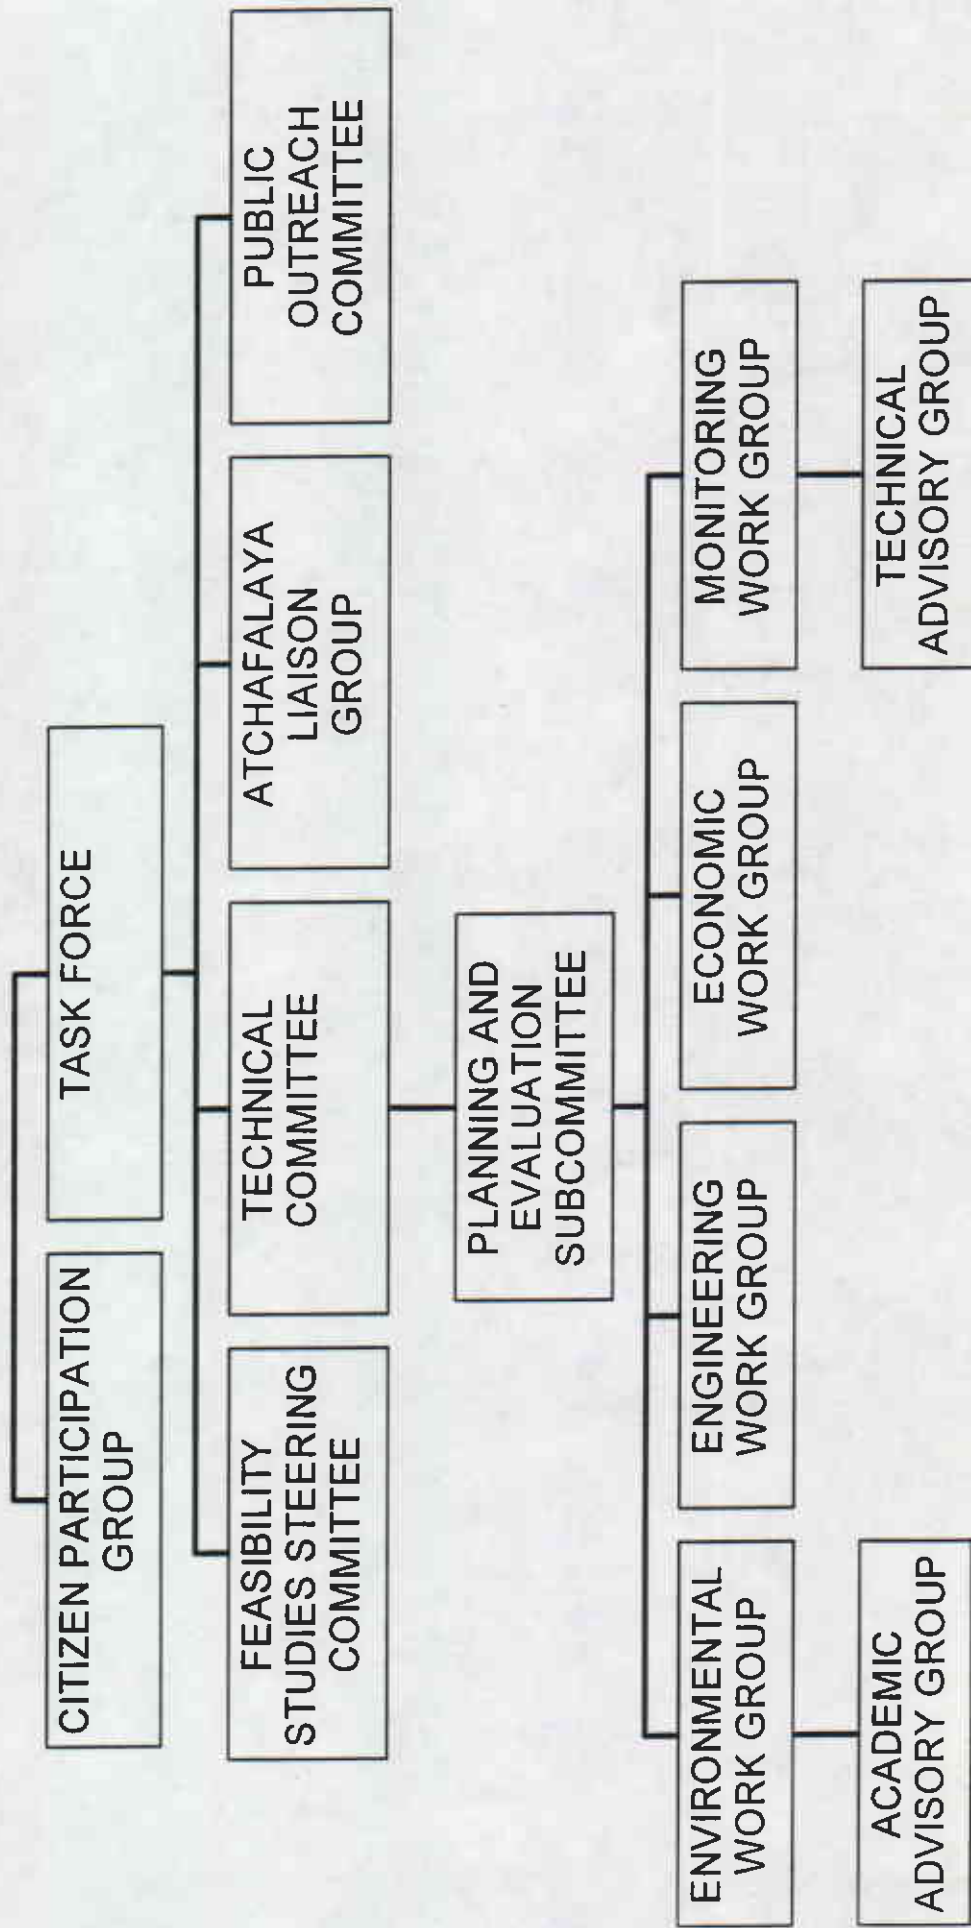 CITIZEN PARTICIPATION
GROUP
TASK FORCE
FEASIBILITY
STUDIES STEERING
COMMITTEE
TECHNICAL
COMMITTEE
ATCHAFALAYA
LIAISON
GROUP
PUBLIC
OUTREACH
COMMITTEE
PLANNING AND
EVALUATION
SUBCOMMITTEE
ENVIRONMENTAL
WORK GROUP
ENGINEERING
WORK GROUP
ECONOMIC
WORK GROUP
MONITORING
WORK GROUP
ACADEMIC
ADVISORY GROUP
TECHNICAL
ADVISORY GROUP